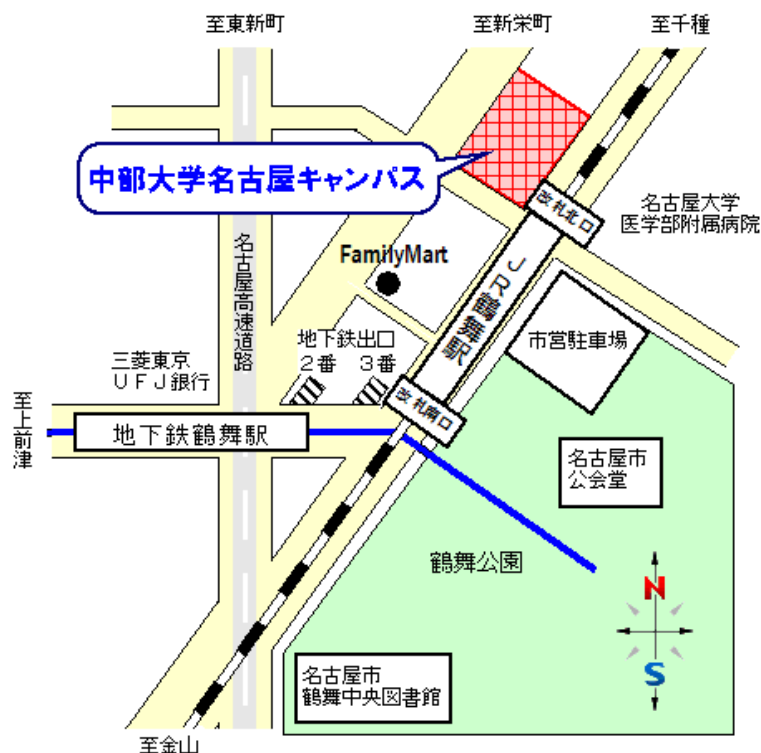 至東新町
至新栄町
至千種
中部大学名古屋キャンパス
改札北口
名古屋大学
医学部附属病院
名古屋高速道路
FamilyMart
JR鶴舞駅
市営駐車場
地下鉄出口
2番 3番
三菱東京
UFJ銀行
改札南口
至上前津
地下鉄鶴舞駅
名古屋市
公会堂
鶴舞公園
N
S
名古屋市
鶴舞中央図書館
至金山